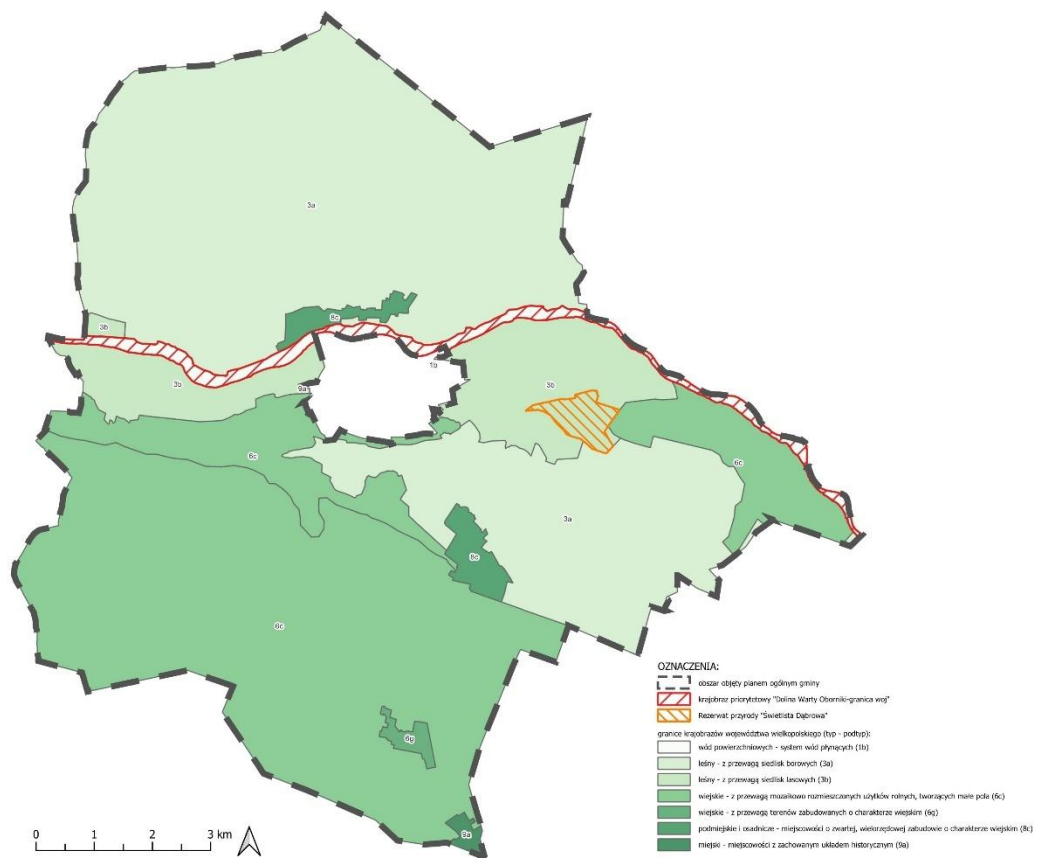 3a
3b
8c
1b
3b
9a
3b
6c
6c
3a
8c
6c
6g
9a
OZNACZENIA:
obszar objęty planem ogólnym gminy
krajobraz priorytetowy "Dolina Warty Oborniki-granica woj"
Rezerwat przyrody "Świetlista Dąbrowa"
granice krajobrazów województwa wielkopolskiego (typ - podtyp):
wód powierzchniowych - system wód płynących (1b)
leśny - z przewagą siedlisk borowych (3a)
leśny - z przewagą siedlisk lasowych (3b)
wiejskie - z przewagą mozaikowo rozmieszczonych użytków rolnych, tworzących małe pola (6c)
wiejskie - z przewagą terenów zabudowanych o charakterze wiejskim (6g)
podmiejskie i osadnicze - miejscowości o zwartej, wielorzędowej zabudowie o charakterze wiejskim (8c)
miejski - miejscowości z zachowanym układem historycznym (9a)
0 1 2 3 km